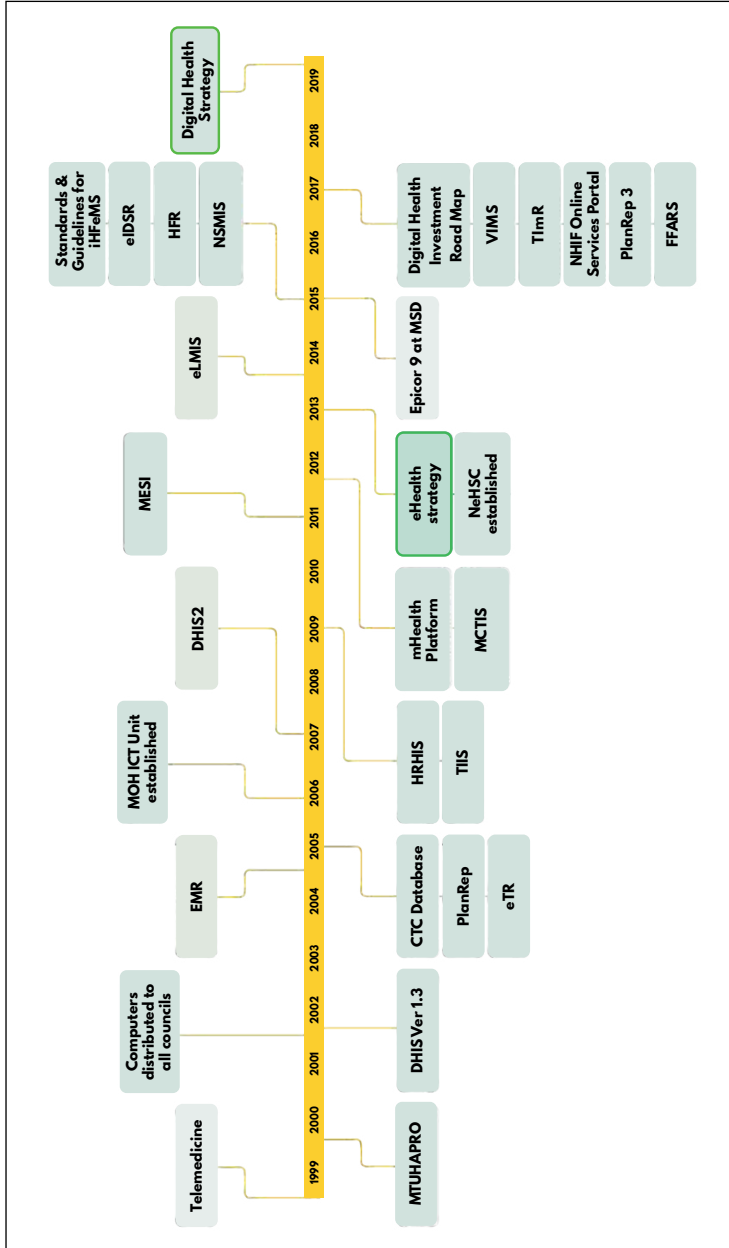 Telemedicine
Computers
distributed to
all councils
EMR
MOH ICT Unit
established
DHIS2
MESI
eLMIS
Standards &
Guidelines for
iHFeMS
eIDSR
HFR
NSMIS
Digital Health
Strategy
1999
2000
2001
2002
2003
2004
2005
2006
2007
2008
2009
2010
2011
2012
2013
2014
2015
2016
2017
2018
2019
MTUHAPRO
DHIS Ver 1.3
CTC Database
PlanRep
eTR
HRHIS
TIIS
mHealth
Platform
MCTIS
eHealth
strategy
NeHSC
established
Epicor 9 at MSD
Digital Health
Investment
Road Map
VIMS
TImR
NHIF Online
Services Portal
PlanRep 3
FFARS